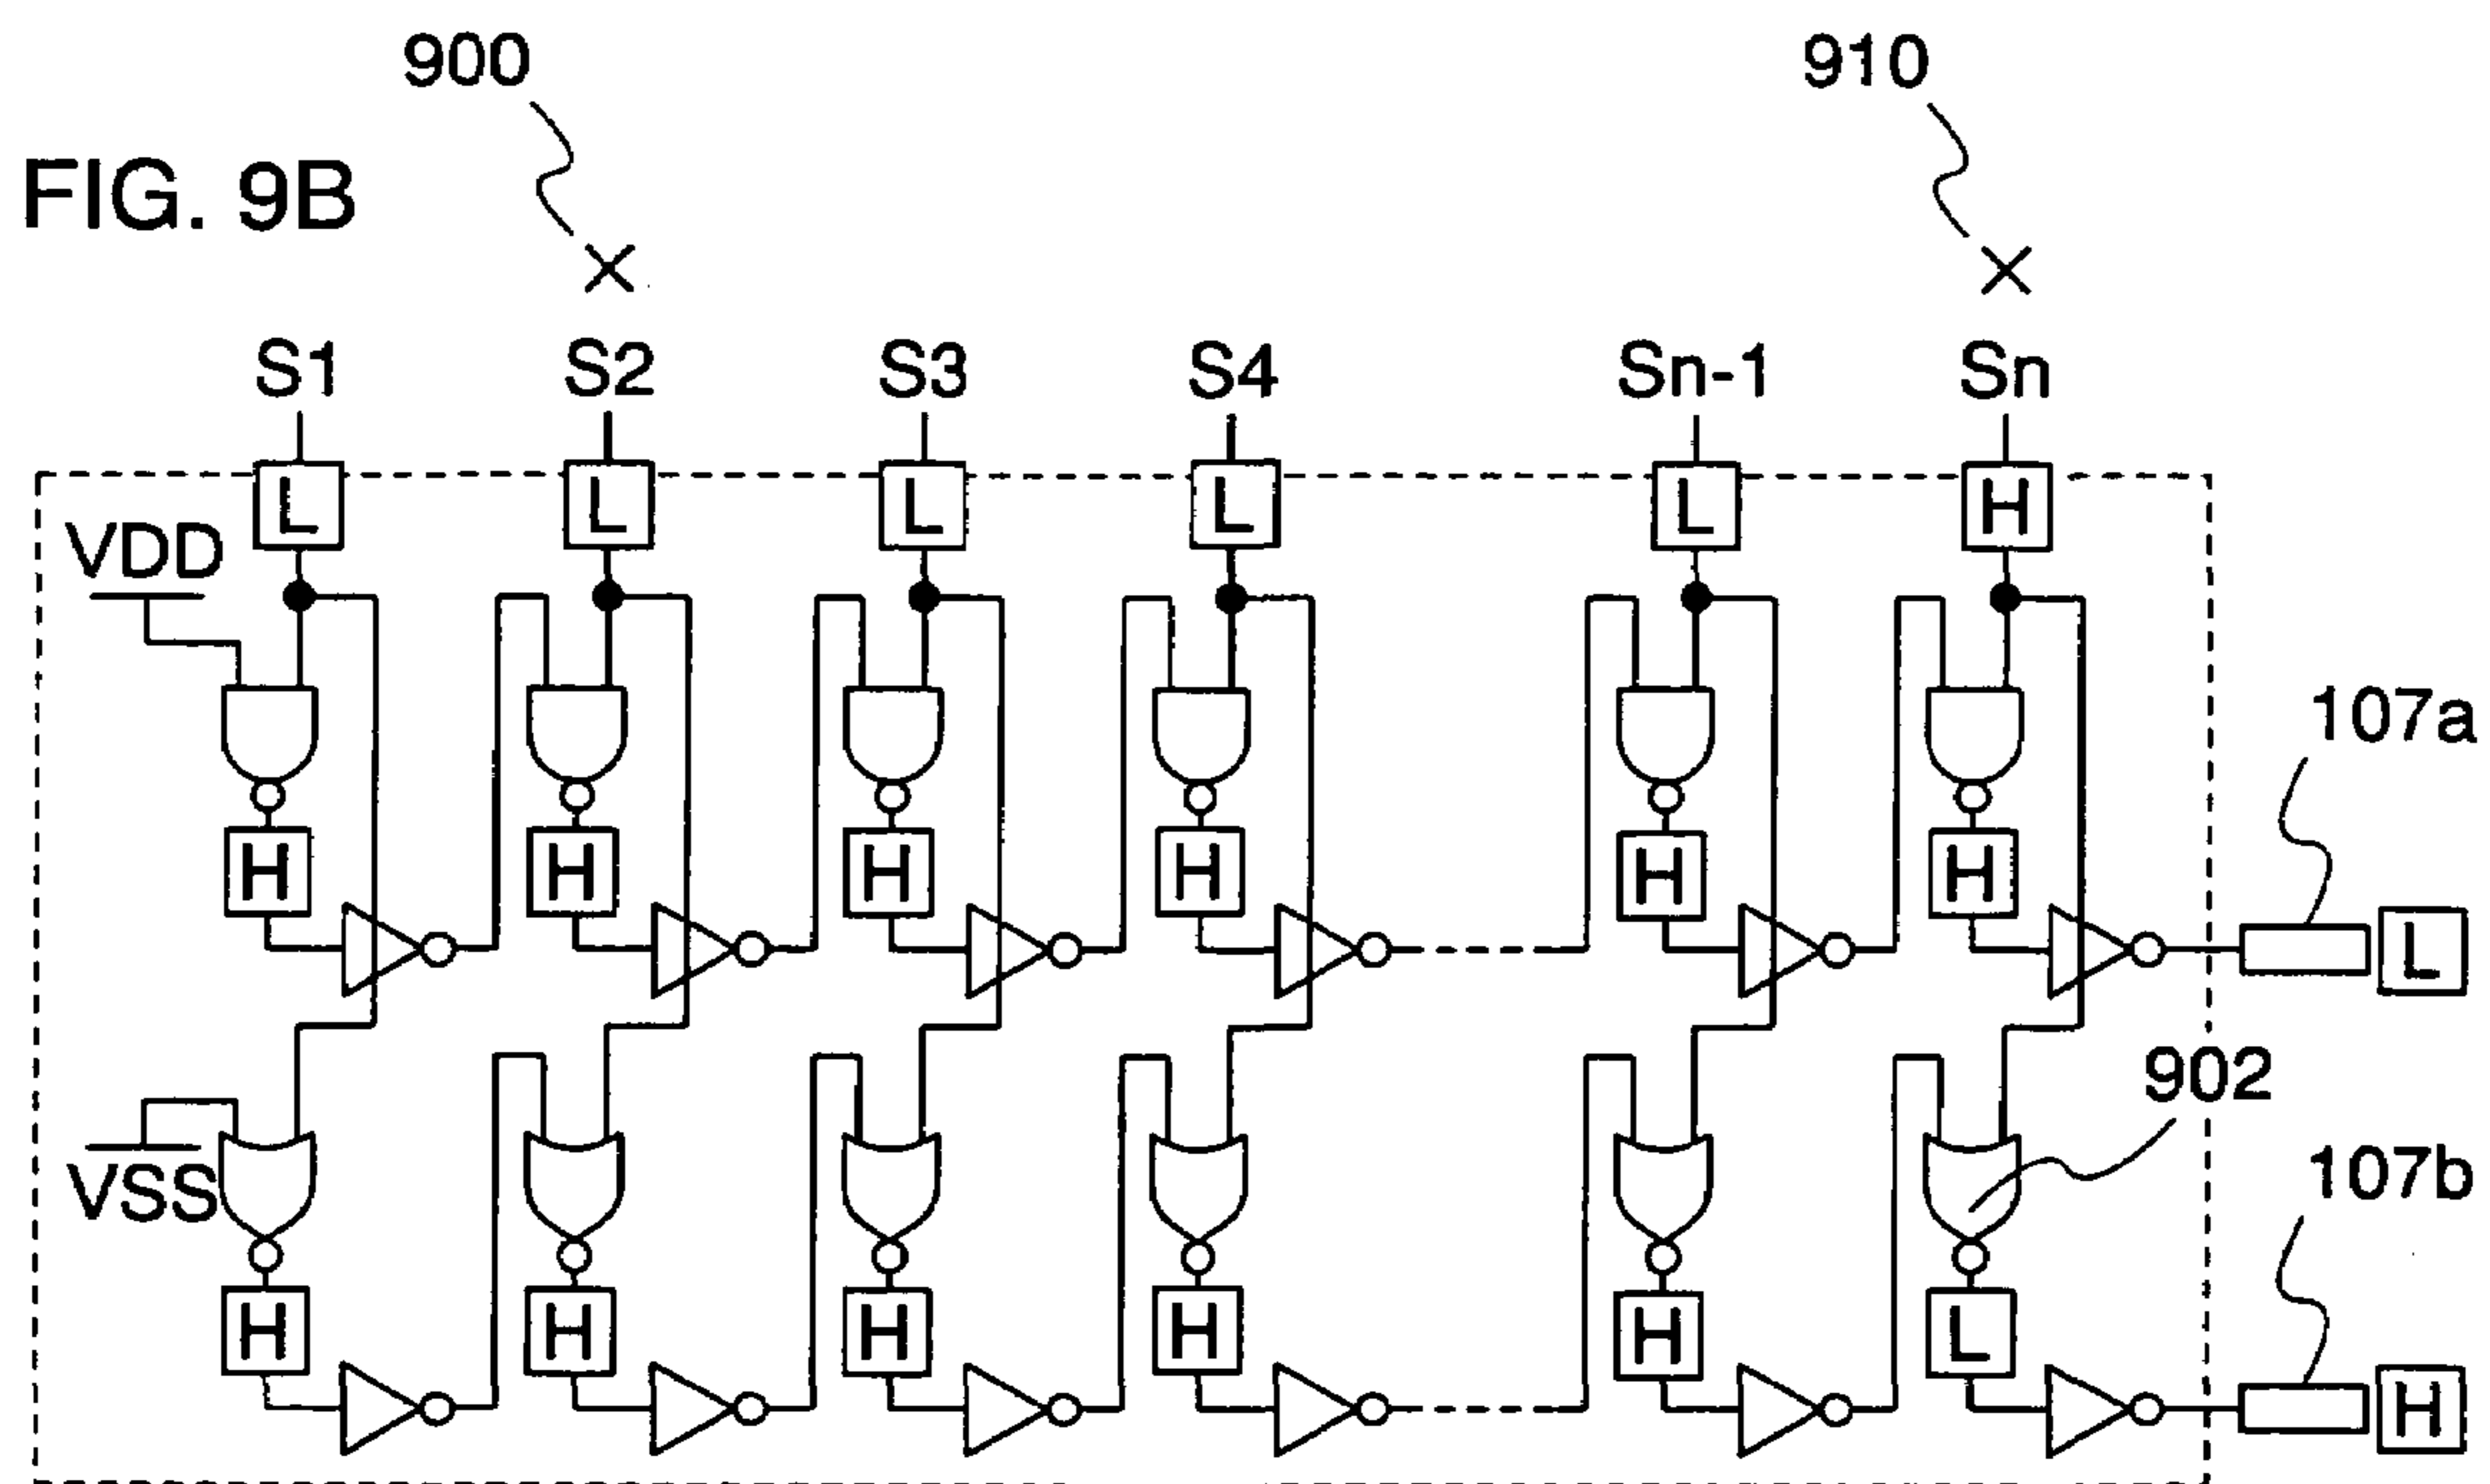 900 910
FIG. 9B
S1 S2 S3 S4 Sn-1 Sn
L L L L L H
VDD
107a
H H H H H H
L
902
VSS
107b
H H H H H L
H